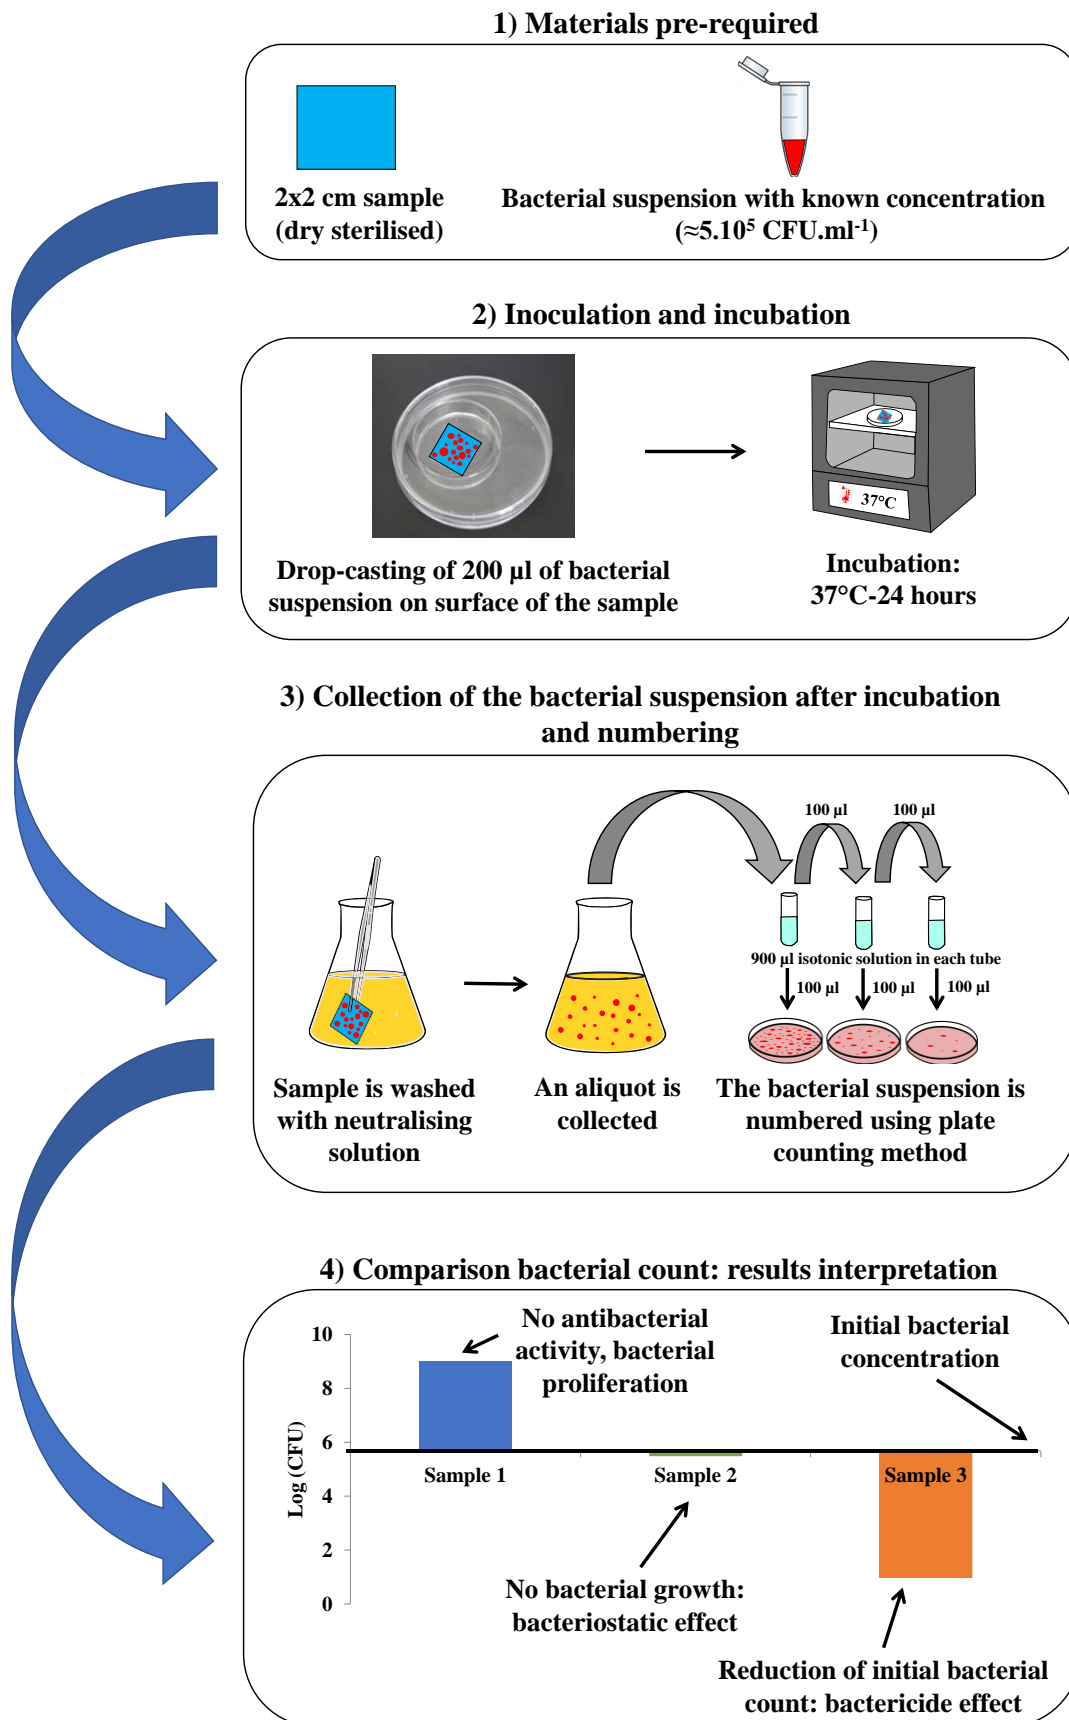 1) Materials pre-required
2x2 cm sample
(dry sterilised)
Bacterial suspension with known concentration
(≈5.10⁵ CFU.ml⁻¹)
2) Inoculation and incubation
37°C
Drop-casting of 200 µl of bacterial
suspension on surface of the sample
Incubation:
37°C-24 hours
3) Collection of the bacterial suspension after incubation
and numbering
100 µl
100 µl
900 µl isotonic solution in each tube
100 µl
100 µl
100 µl
Sample is washed
with neutralising
solution
An aliquot is
collected
The bacterial suspension is
numbered using plate
counting method
4) Comparison bacterial count: results interpretation
No antibacterial
activity, bacterial
proliferation
Initial bacterial
concentration
Log (CFU)
10
8
6
4
2
0
Sample 1
Sample 2
Sample 3
No bacterial growth:
bacteriostatic effect
Reduction of initial bacterial
count: bactericide effect